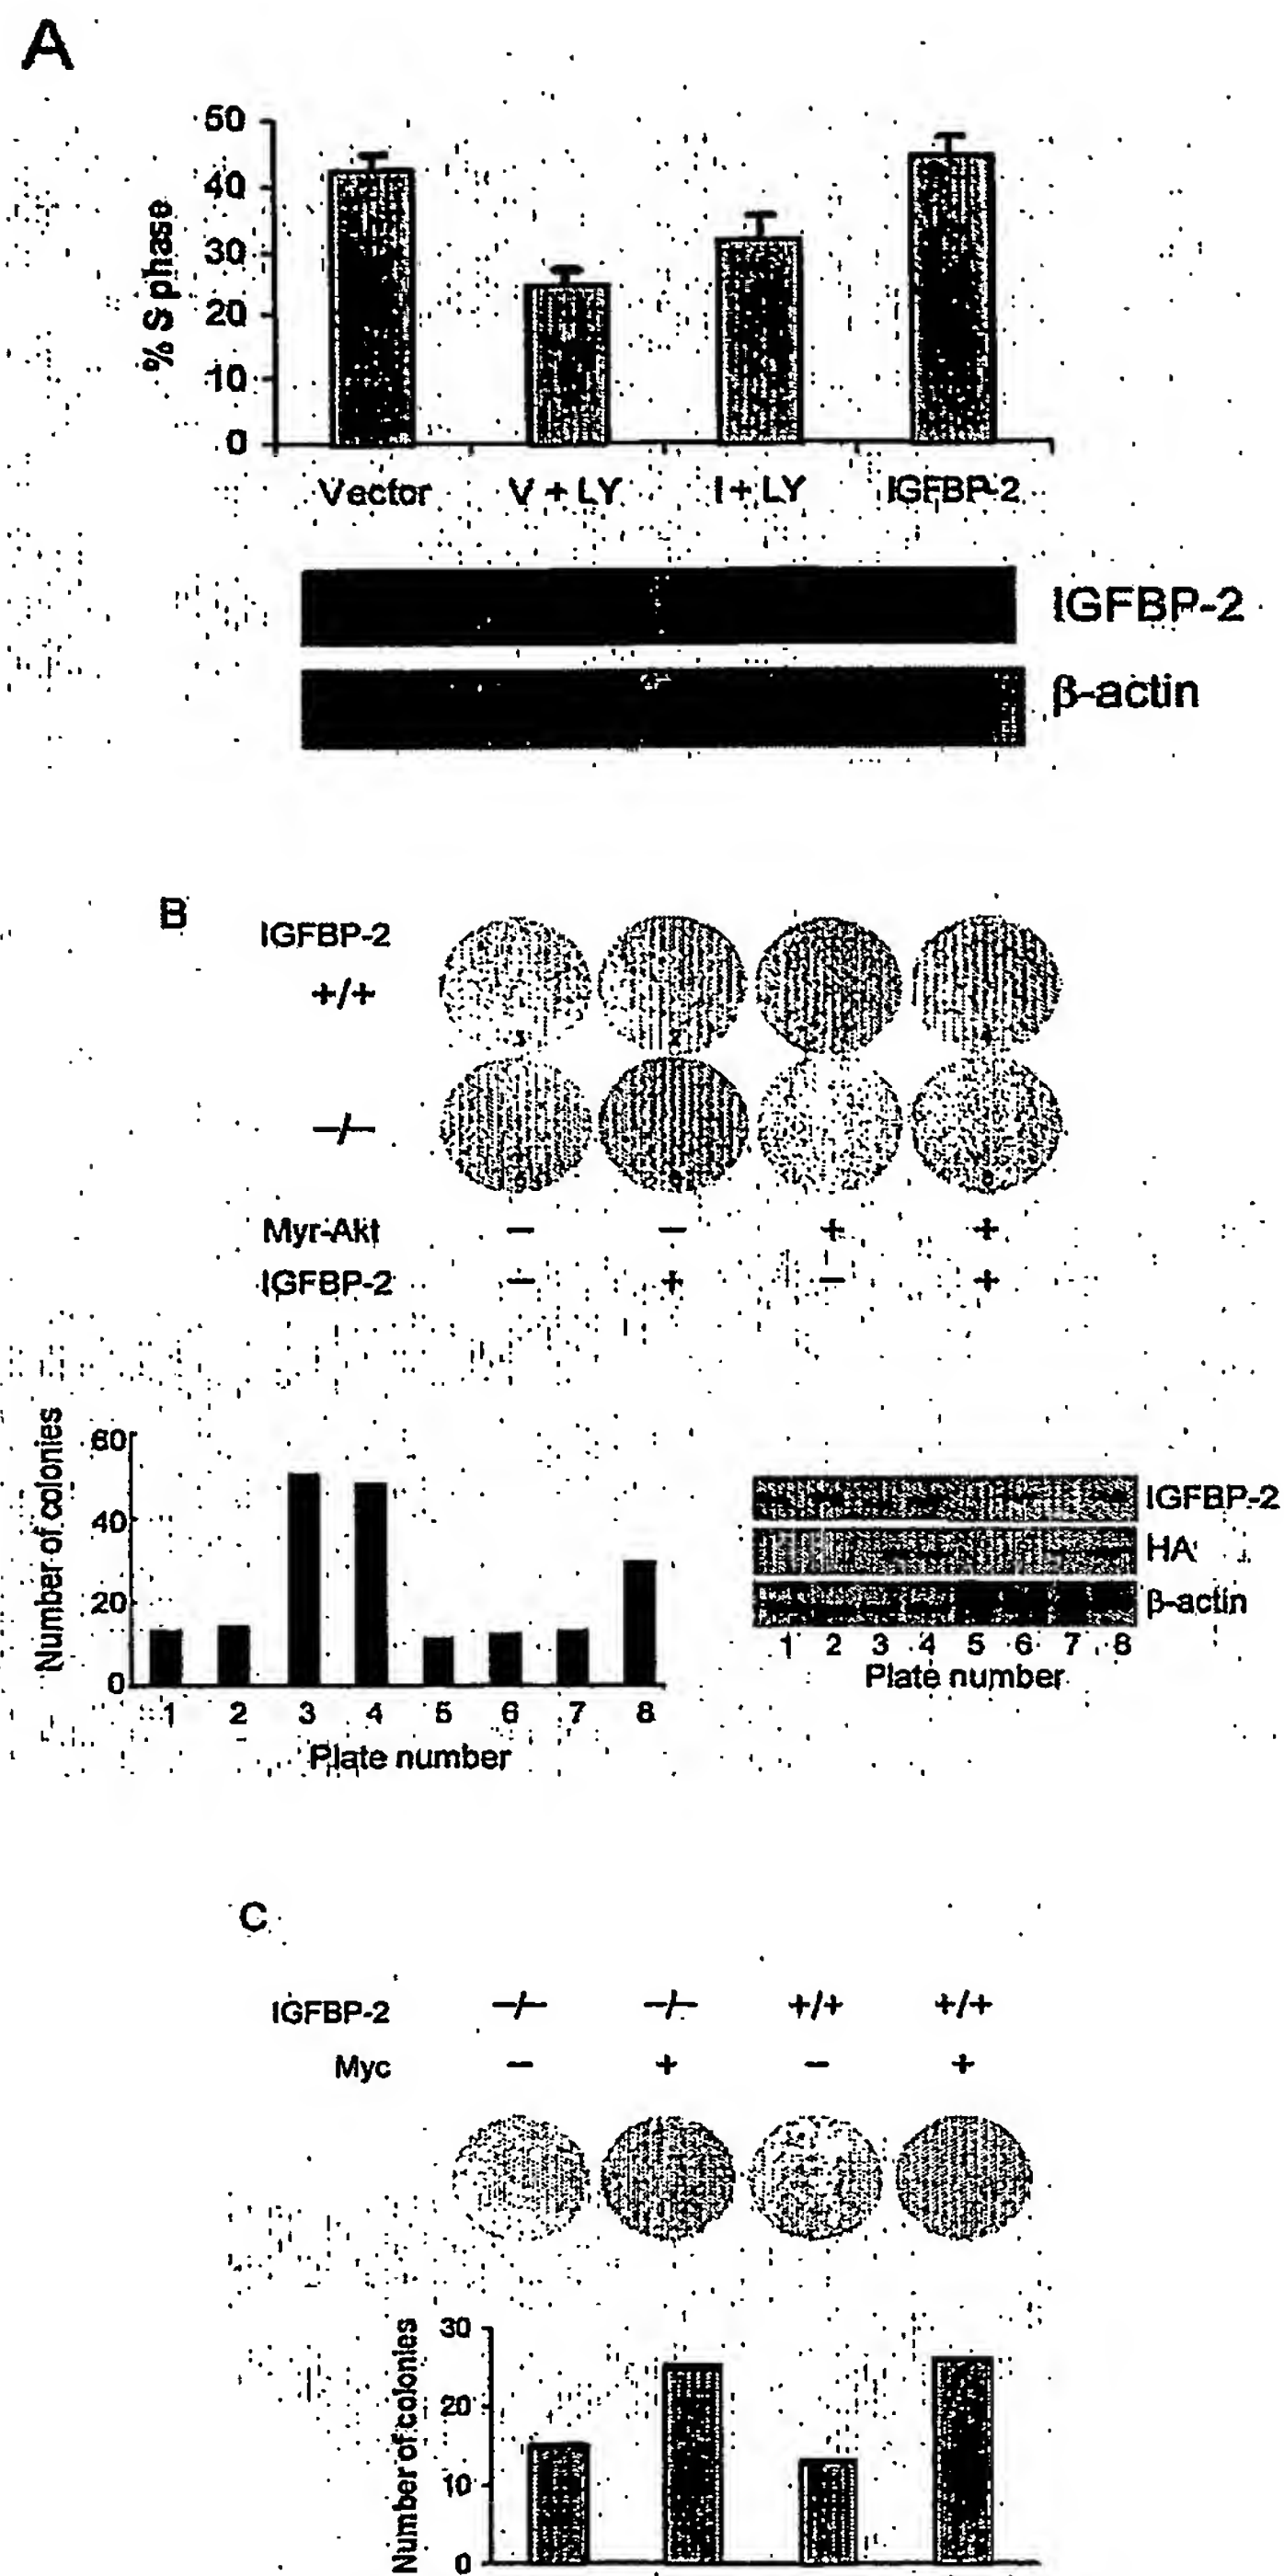 A
50
40
30
20
10
0
% S phase
Vector V + LY I + LY IGFBP-2
IGFBP-2
β-actin
B
IGFBP-2
+/+
1 2 4
−/−
Myr-Akt − − + +
IGFBP-2 − + − +
Number of colonies
60
40
20
0
1 2 3 4 5 6 7 8
Plate number
IGFBP-2
HA
β-actin
1 2 3 4 5 6 7 8
Plate number
C
IGFBP-2 −/− −/− +/+ +/+
Myc − + − +
Number of colonies
30
20
10
0